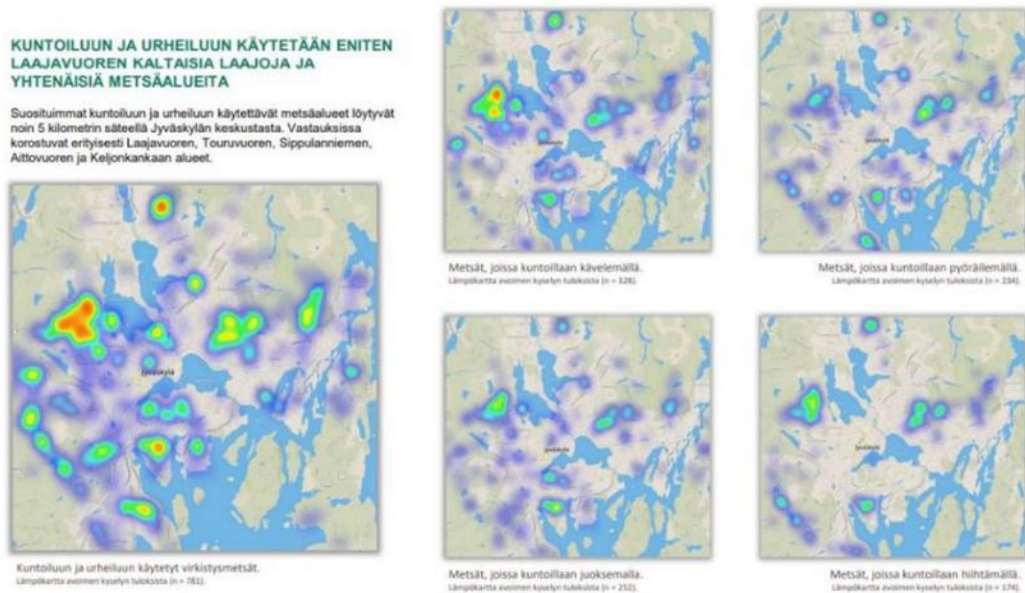 KUNTOILUUN JA URHEILUUN KÄYTETÄÄN ENITEN
LAAJAVUOREN KALTAISIA LAAJOJA JA
YHTENÄISIÄ METSÄALUEITA
Suosituimmat kuntoiluun ja urheiluun käytettävät metsäalueet löytyvät
noin 5 kilometrin säteellä Jyväskylän keskustasta. Vastauksissa
korostuvat erityisesti Laajavuoren, Touruvuoren, Sippulanniemen,
Aittovuoren ja Keljonkankaan alueet.
Jyväskylä
Kuntoiluun ja urheiluun käytetyt virkistysmetsät.
Lämpökartta avoimen kyselyn tuloksista (n = 781).
Jyväskylä
Metsät, joissa kuntoillaan kävelemällä.
Lämpökartta avoimen kyselyn tuloksista (n = 328).
Jyväskylä
Metsät, joissa kuntoillaan pyöräilemällä.
Lämpökartta avoimen kyselyn tuloksista (n = 234).
Jyväskylä
Metsät, joissa kuntoillaan juoksemalla.
Lämpökartta avoimen kyselyn tuloksista (n = 252).
Jyväskylä
Metsät, joissa kuntoillaan hiihtämällä.
Lämpökartta avoimen kyselyn tuloksista (n = 174).